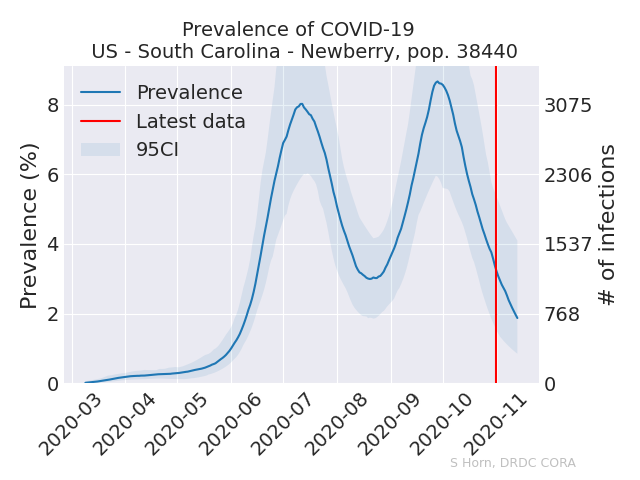 Prevalence of COVID-19
US - South Carolina - Newberry, pop. 38440
Prevalence
Latest data
95CI
Prevalence (%)
8
6
4
2
0
3075
2306
1537
768
0
# of infections
2020-03
2020-04
2020-05
2020-06
2020-07
2020-08
2020-09
2020-10
2020-11
S Horn, DRDC CORA